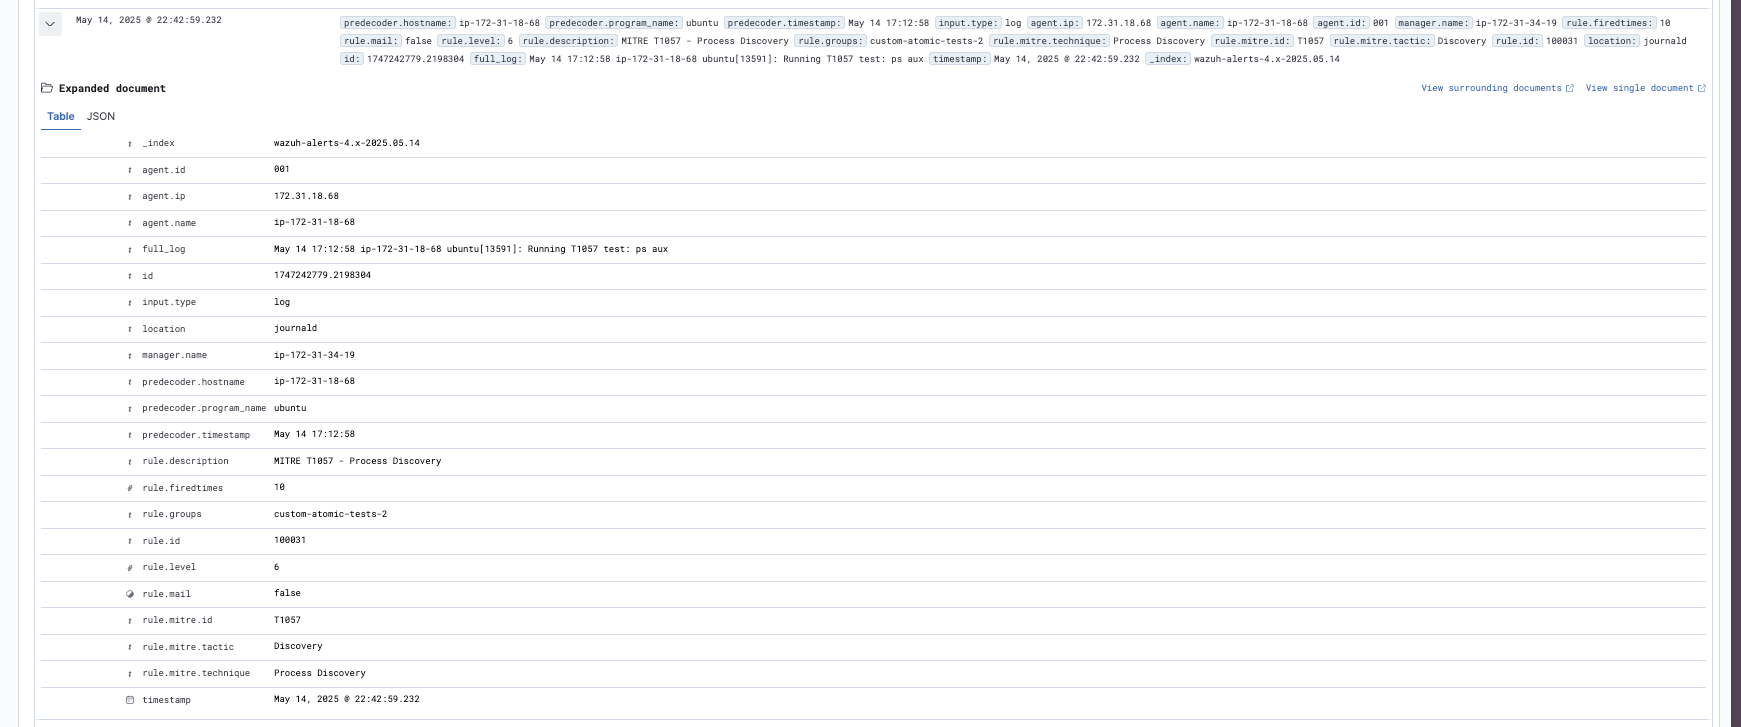 May 14, 2025 @ 22:42:59.232 predecoder.hostname: ip-172-31-18-68 predecoder.program_name: ubuntu predecoder.timestamp: May 14 17:12:58 input.type: log agent.ip: 172.31.18.68 agent.name: ip-172-31-18-68 agent.id: 001 manager.name: ip-172-31-34-19 rule.firedtimes: 10
rule.mail: false rule.level: 6 rule.description: MITRE T1057 - Process Discovery rule.groups: custom-atomic-tests-2 rule.mitre.technique: Process Discovery rule.mitre.id: T1057 rule.mitre.tactic: Discovery rule.id: 100031 location: journald
id: 1747242779.2198304 full_log: May 14 17:12:58 ip-172-31-18-68 ubuntu[13591]: Running T1057 test: ps aux timestamp: May 14, 2025 @ 22:42:59.232 _index: wazuh-alerts-4.x-2025.05.14
Expanded document View surrounding documents View single document
Table JSON
t _index wazuh-alerts-4.x-2025.05.14
t agent.id 001
t agent.ip 172.31.18.68
t agent.name ip-172-31-18-68
t full_log May 14 17:12:58 ip-172-31-18-68 ubuntu[13591]: Running T1057 test: ps aux
t id 1747242779.2198304
t input.type log
t location journald
t manager.name ip-172-31-34-19
t predecoder.hostname ip-172-31-18-68
t predecoder.program_name ubuntu
t predecoder.timestamp May 14 17:12:58
t rule.description MITRE T1057 - Process Discovery
# rule.firedtimes 10
t rule.groups custom-atomic-tests-2
t rule.id 100031
# rule.level 6
rule.mail false
t rule.mitre.id T1057
t rule.mitre.tactic Discovery
t rule.mitre.technique Process Discovery
timestamp May 14, 2025 @ 22:42:59.232